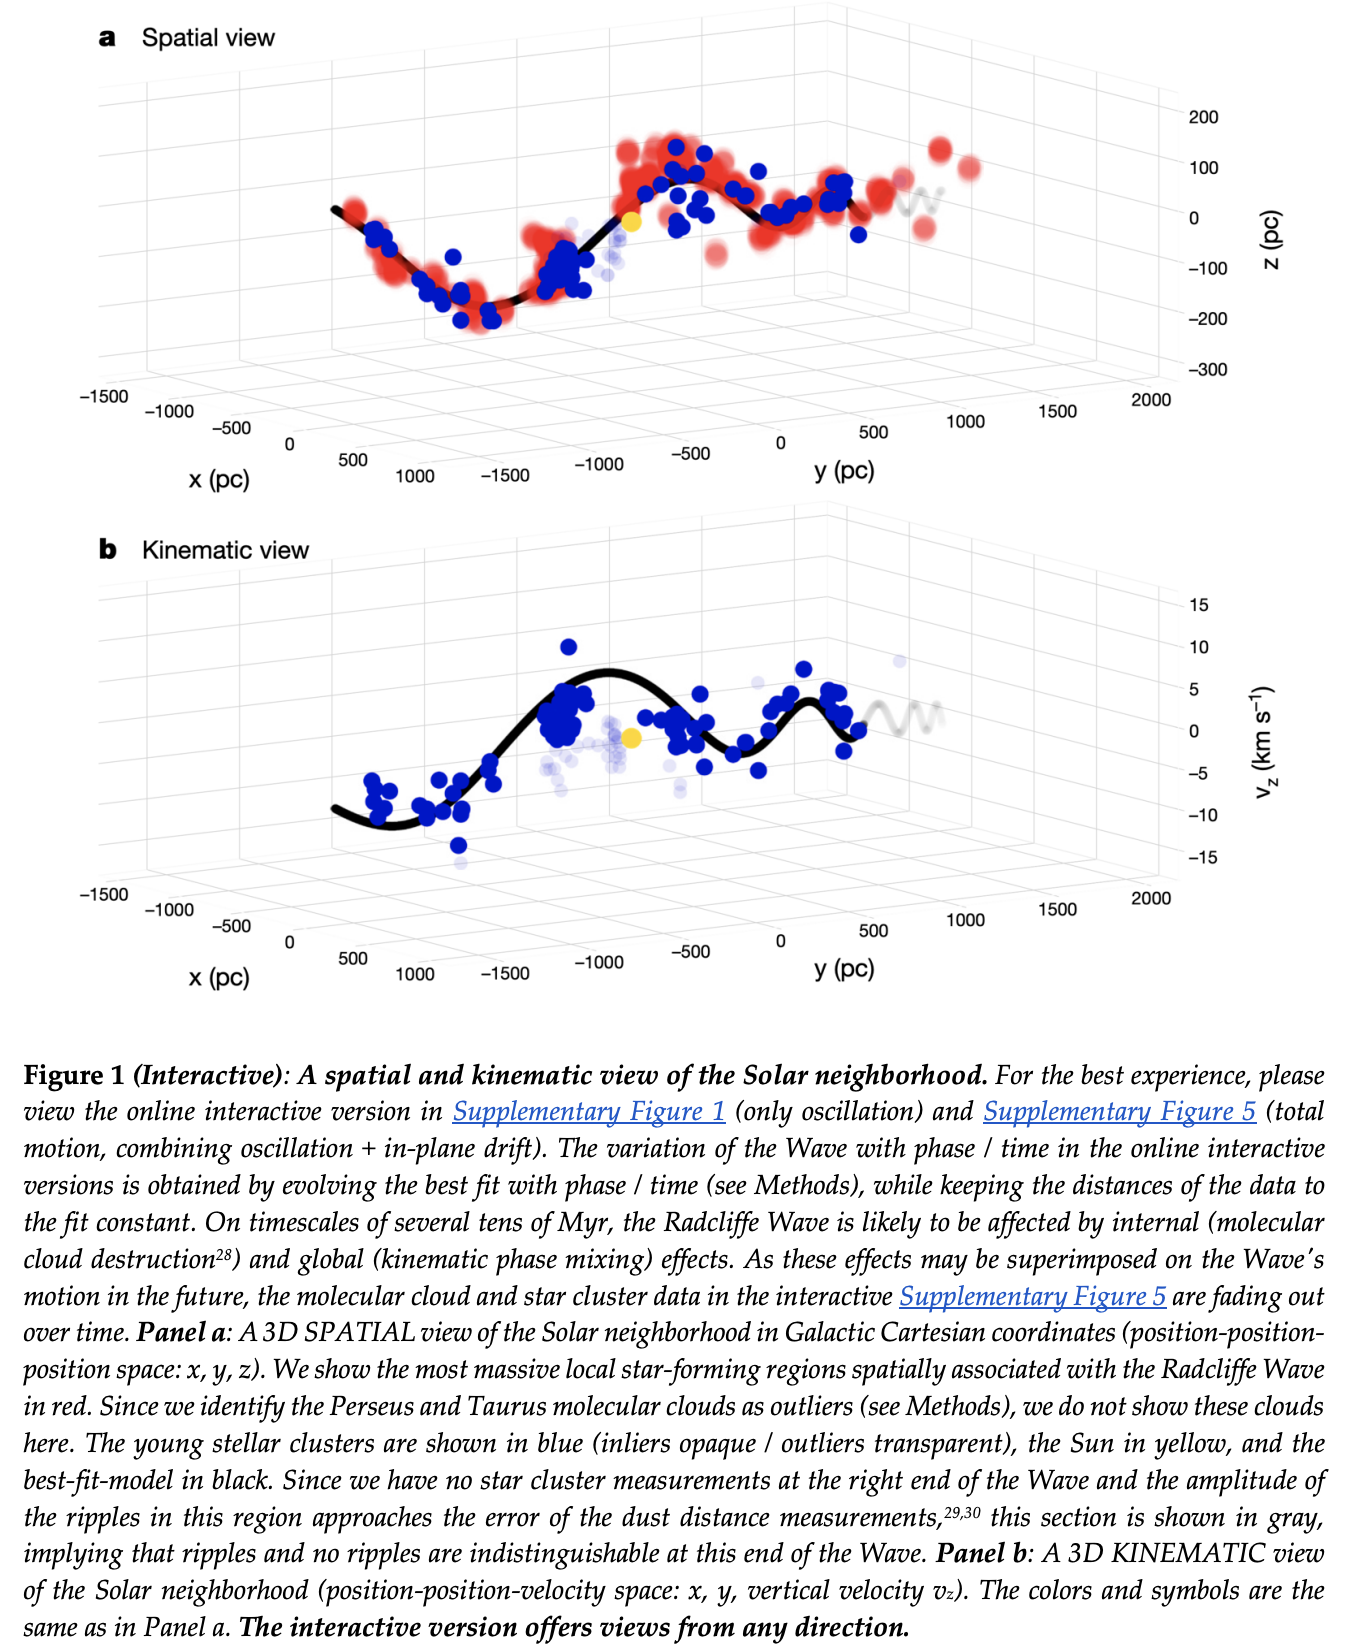 a Spatial view
200
100
0
−100
−200
−300
z (pc)
−1500
−1000
−500
0
500
1000
x (pc)
−1500
−1000
−500
0
500
1000
1500
2000
y (pc)
b Kinematic view
15
10
5
0
−5
−10
−15
vz (km s−1)
−1500
−1000
−500
0
500
1000
x (pc)
−1500
−1000
−500
0
500
1000
1500
2000
y (pc)
Figure 1 (Interactive): A spatial and kinematic view of the Solar neighborhood. For the best experience, please
view the online interactive version in Supplementary Figure 1 (only oscillation) and Supplementary Figure 5 (total
motion, combining oscillation + in-plane drift). The variation of the Wave with phase / time in the online interactive
versions is obtained by evolving the best fit with phase / time (see Methods), while keeping the distances of the data to
the fit constant. On timescales of several tens of Myr, the Radcliffe Wave is likely to be affected by internal (molecular
cloud destruction28) and global (kinematic phase mixing) effects. As these effects may be superimposed on the Wave's
motion in the future, the molecular cloud and star cluster data in the interactive Supplementary Figure 5 are fading out
over time. Panel a: A 3D SPATIAL view of the Solar neighborhood in Galactic Cartesian coordinates (position-position-
position space: x, y, z). We show the most massive local star-forming regions spatially associated with the Radcliffe Wave
in red. Since we identify the Perseus and Taurus molecular clouds as outliers (see Methods), we do not show these clouds
here. The young stellar clusters are shown in blue (inliers opaque / outliers transparent), the Sun in yellow, and the
best-fit-model in black. Since we have no star cluster measurements at the right end of the Wave and the amplitude of
the ripples in this region approaches the error of the dust distance measurements,29,30 this section is shown in gray,
implying that ripples and no ripples are indistinguishable at this end of the Wave. Panel b: A 3D KINEMATIC view
of the Solar neighborhood (position-position-velocity space: x, y, vertical velocity vz). The colors and symbols are the
same as in Panel a. The interactive version offers views from any direction.